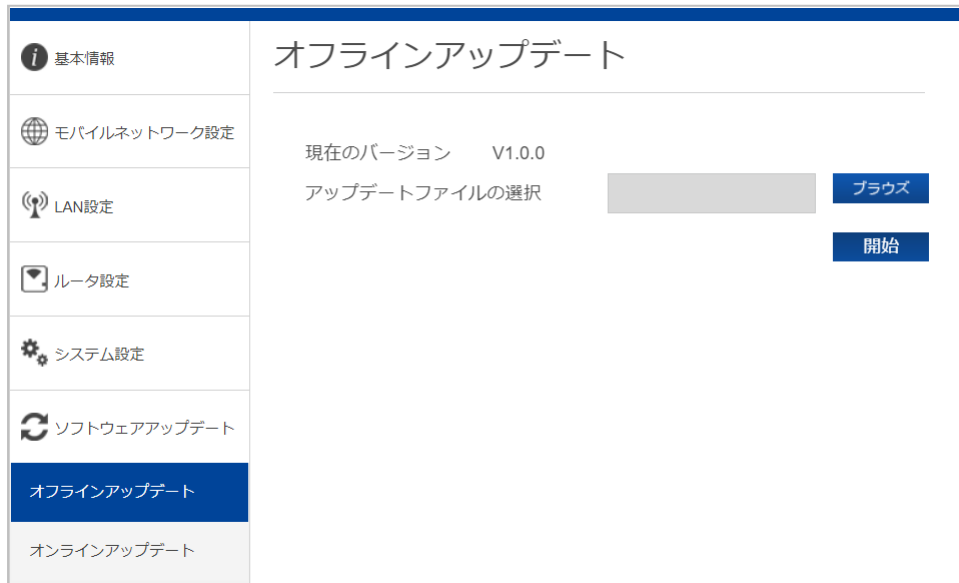 基本情報
モバイルネットワーク設定
LAN設定
ルータ設定
システム設定
ソフトウェアアップデート
オフラインアップデート
オンラインアップデート
オフラインアップデート
現在のバージョン V1.0.0
アップデートファイルの選択 ブラウズ
開始